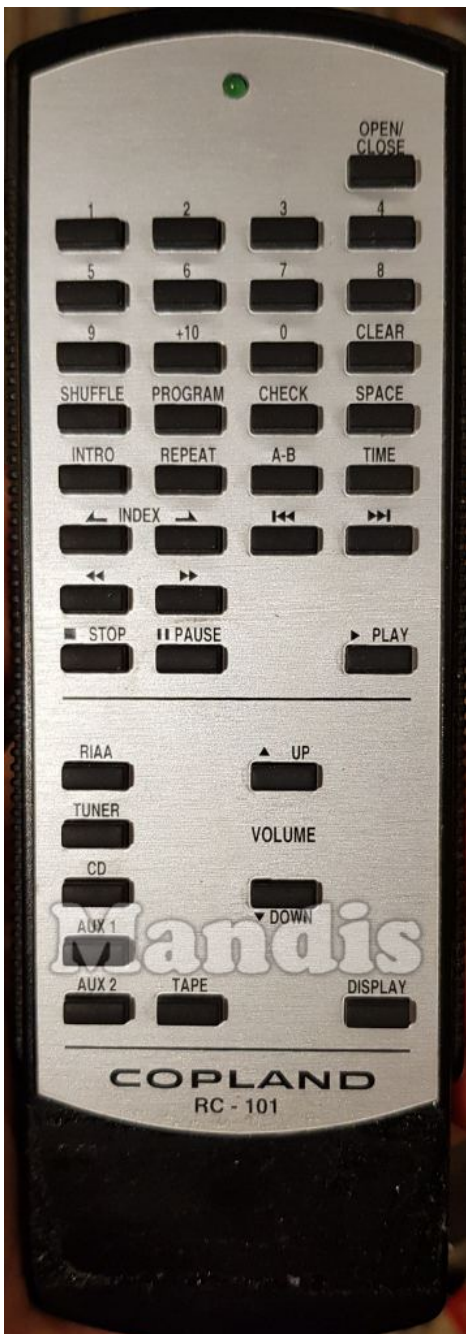 OPEN/
CLOSE
1 2 3 4
5 6 7 8
9 +10 0 CLEAR
SHUFFLE PROGRAM CHECK SPACE
INTRO REPEAT A-B TIME
INDEX
STOP PAUSE PLAY
RIAA UP
TUNER
VOLUME
CD
AUX 1 DOWN
Mandis
AUX 2 TAPE DISPLAY
COPLAND
RC - 101